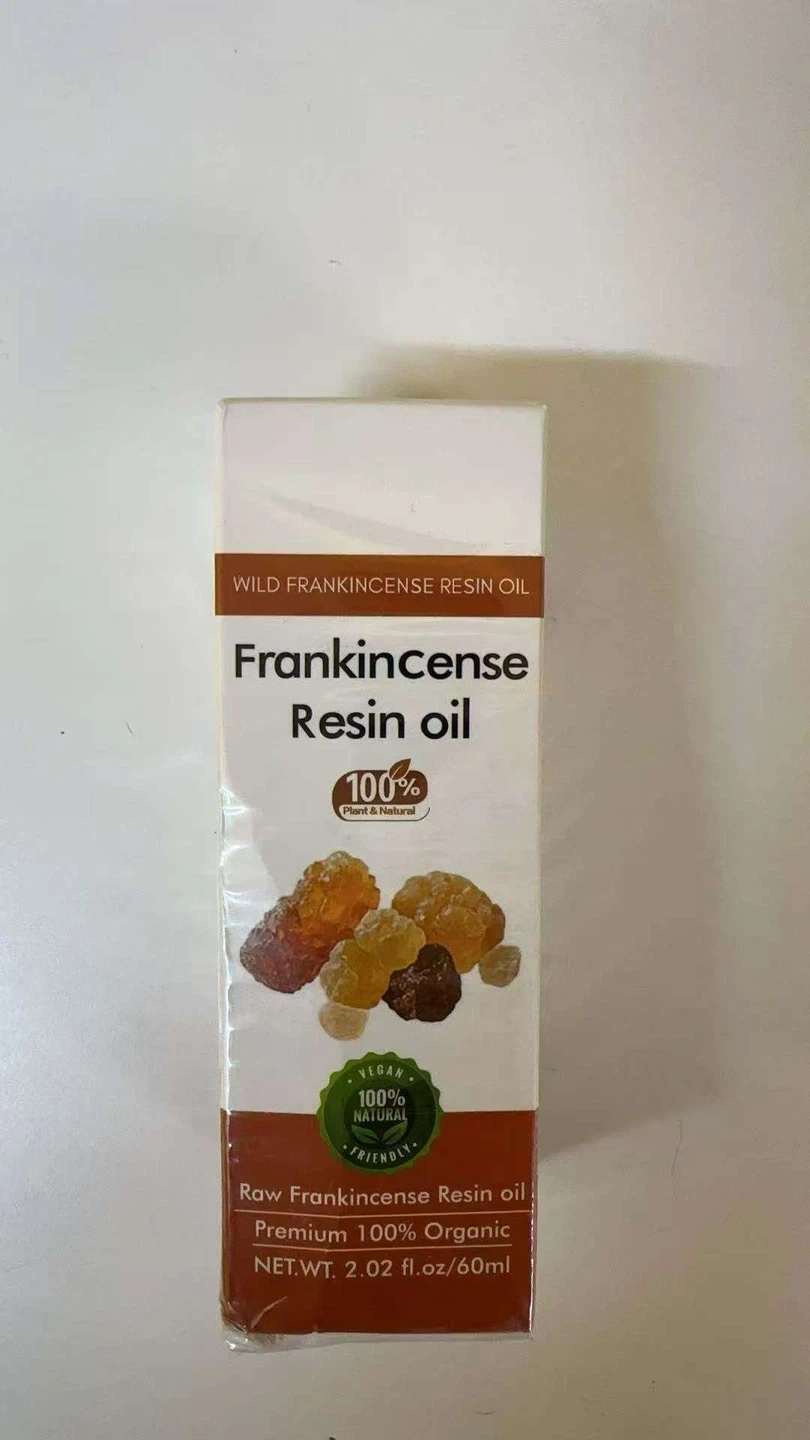 WILD FRANKINCENSE RESIN OIL
Frankincense
Resin oil
100%
Plant & Natural
VEGAN
100%
NATURAL
FRIENDLY
Raw Frankincense Resin oil
Premium 100% Organic
NET.WT. 2.02 fl.oz/60ml